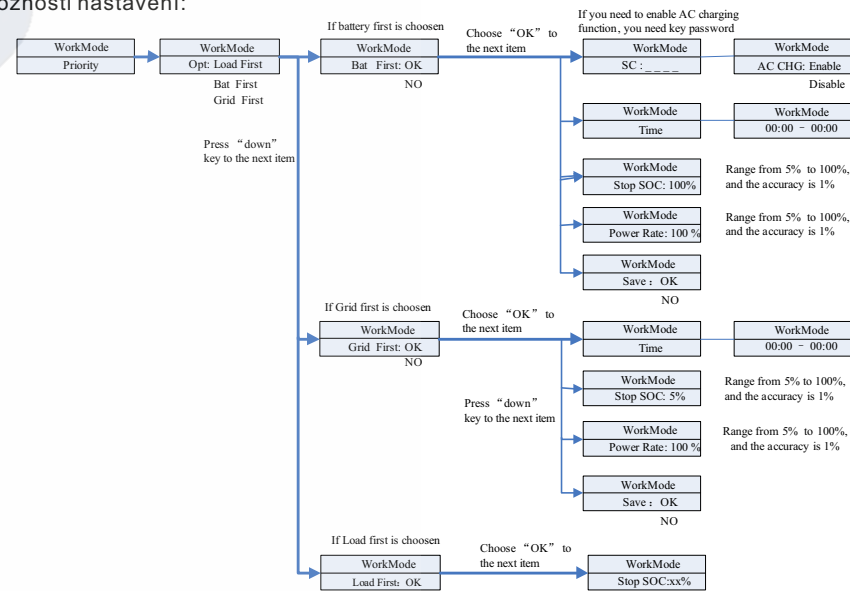 ožnosti nastavení:
If you need to enable AC charging
function, you need key password
If battery first is choosen
Choose “OK” to
the next item
WorkMode
Priority
WorkMode
Opt: Load First
Bat First
Grid First
WorkMode
Bat First: OK
NO
WorkMode
SC : _ _ _ _
WorkMode
AC CHG: Enable
Disable
Press “down”
key to the next item
WorkMode
Time
WorkMode
00:00 - 00:00
WorkMode
Stop SOC: 100%
Range from 5% to 100%,
and the accuracy is 1%
WorkMode
Power Rate: 100 %
Range from 5% to 100%,
and the accuracy is 1%
WorkMode
Save : OK
NO
If Grid first is choosen
Choose “OK” to
the next item
WorkMode
Grid First: OK
NO
WorkMode
Time
WorkMode
00:00 - 00:00
Press “down”
key to the next item
WorkMode
Stop SOC: 5%
Range from 5% to 100%,
and the accuracy is 1%
WorkMode
Power Rate: 100 %
Range from 5% to 100%,
and the accuracy is 1%
WorkMode
Save : OK
NO
If Load first is choosen
Choose “OK” to
the next item
WorkMode
Load First: OK
WorkMode
Stop SOC:xx%